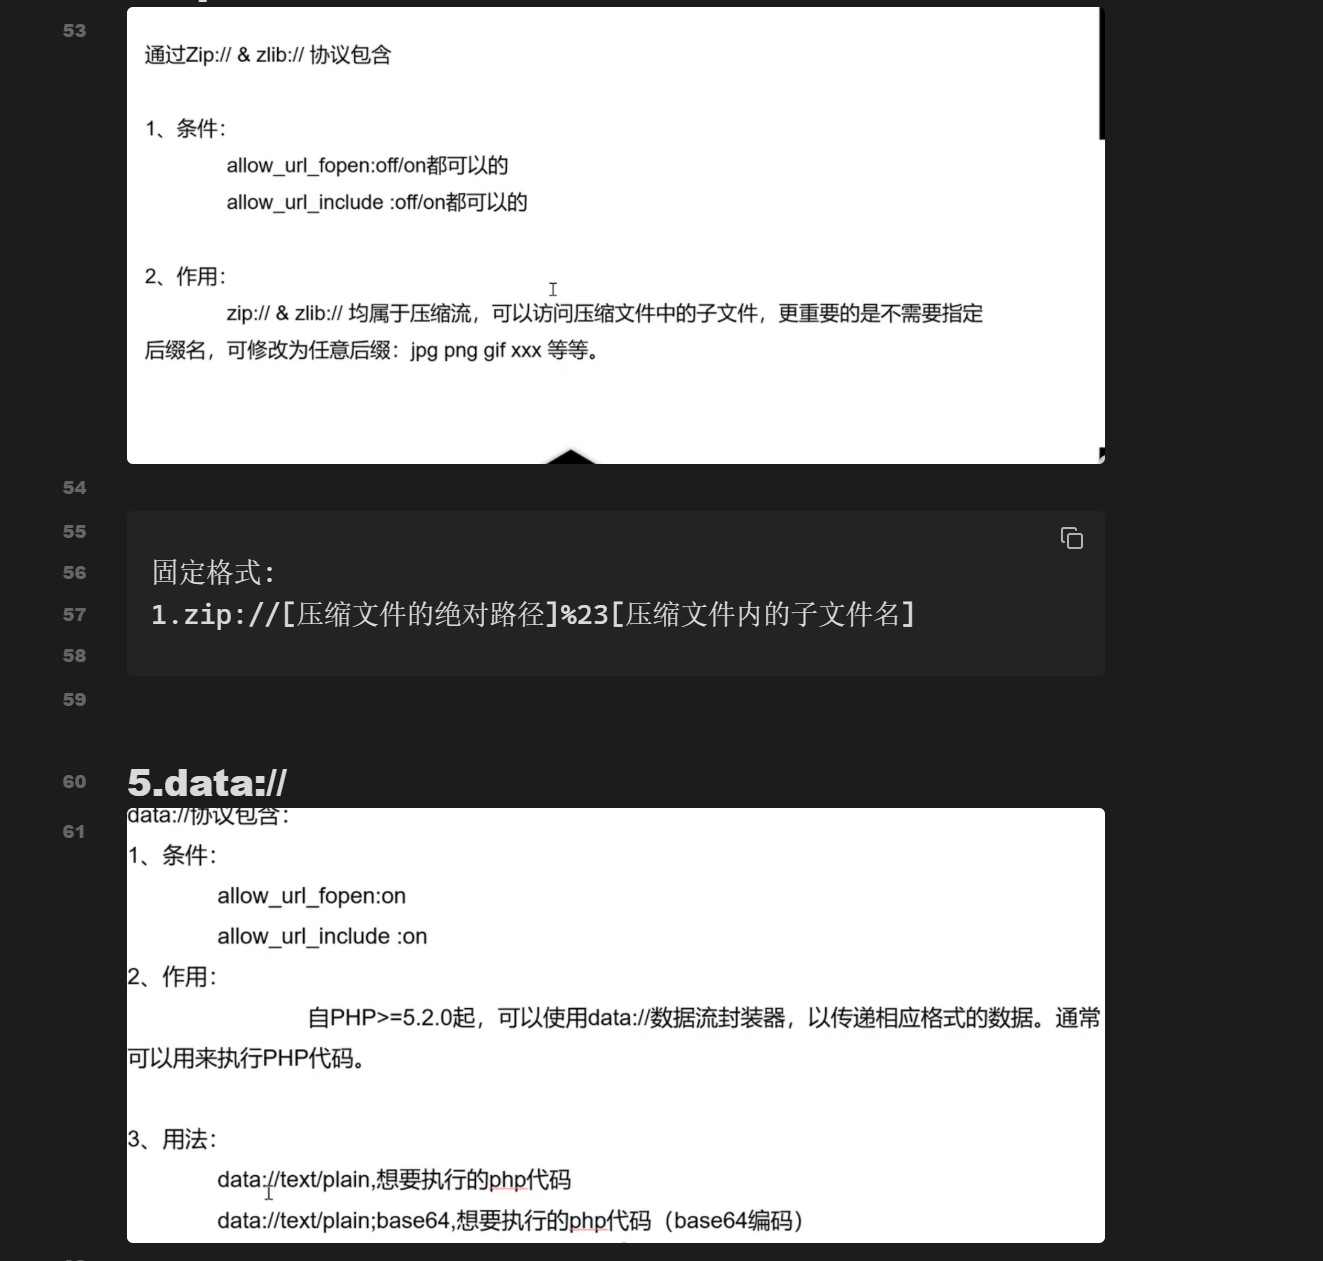 53
通过Zip:// & zlib:// 协议包含
1、条件：
allow_url_fopen:off/on都可以的
allow_url_include :off/on都可以的
2、作用：
zip:// & zlib:// 均属于压缩流，可以访问压缩文件中的子文件，更重要的是不需要指定
后缀名，可修改为任意后缀：jpg png gif xxx 等等。
54
55
56 固定格式：
57 1.zip://[压缩文件的绝对路径]%23[压缩文件内的子文件名]
58
59
60 5.data://
61 data://协议包含：
1、条件：
allow_url_fopen:on
allow_url_include :on
2、作用：
自PHP>=5.2.0起，可以使用data://数据流封装器，以传递相应格式的数据。通常
可以用来执行PHP代码。
3、用法：
data://text/plain,想要执行的php代码
data://text/plain;base64,想要执行的php代码（base64编码）